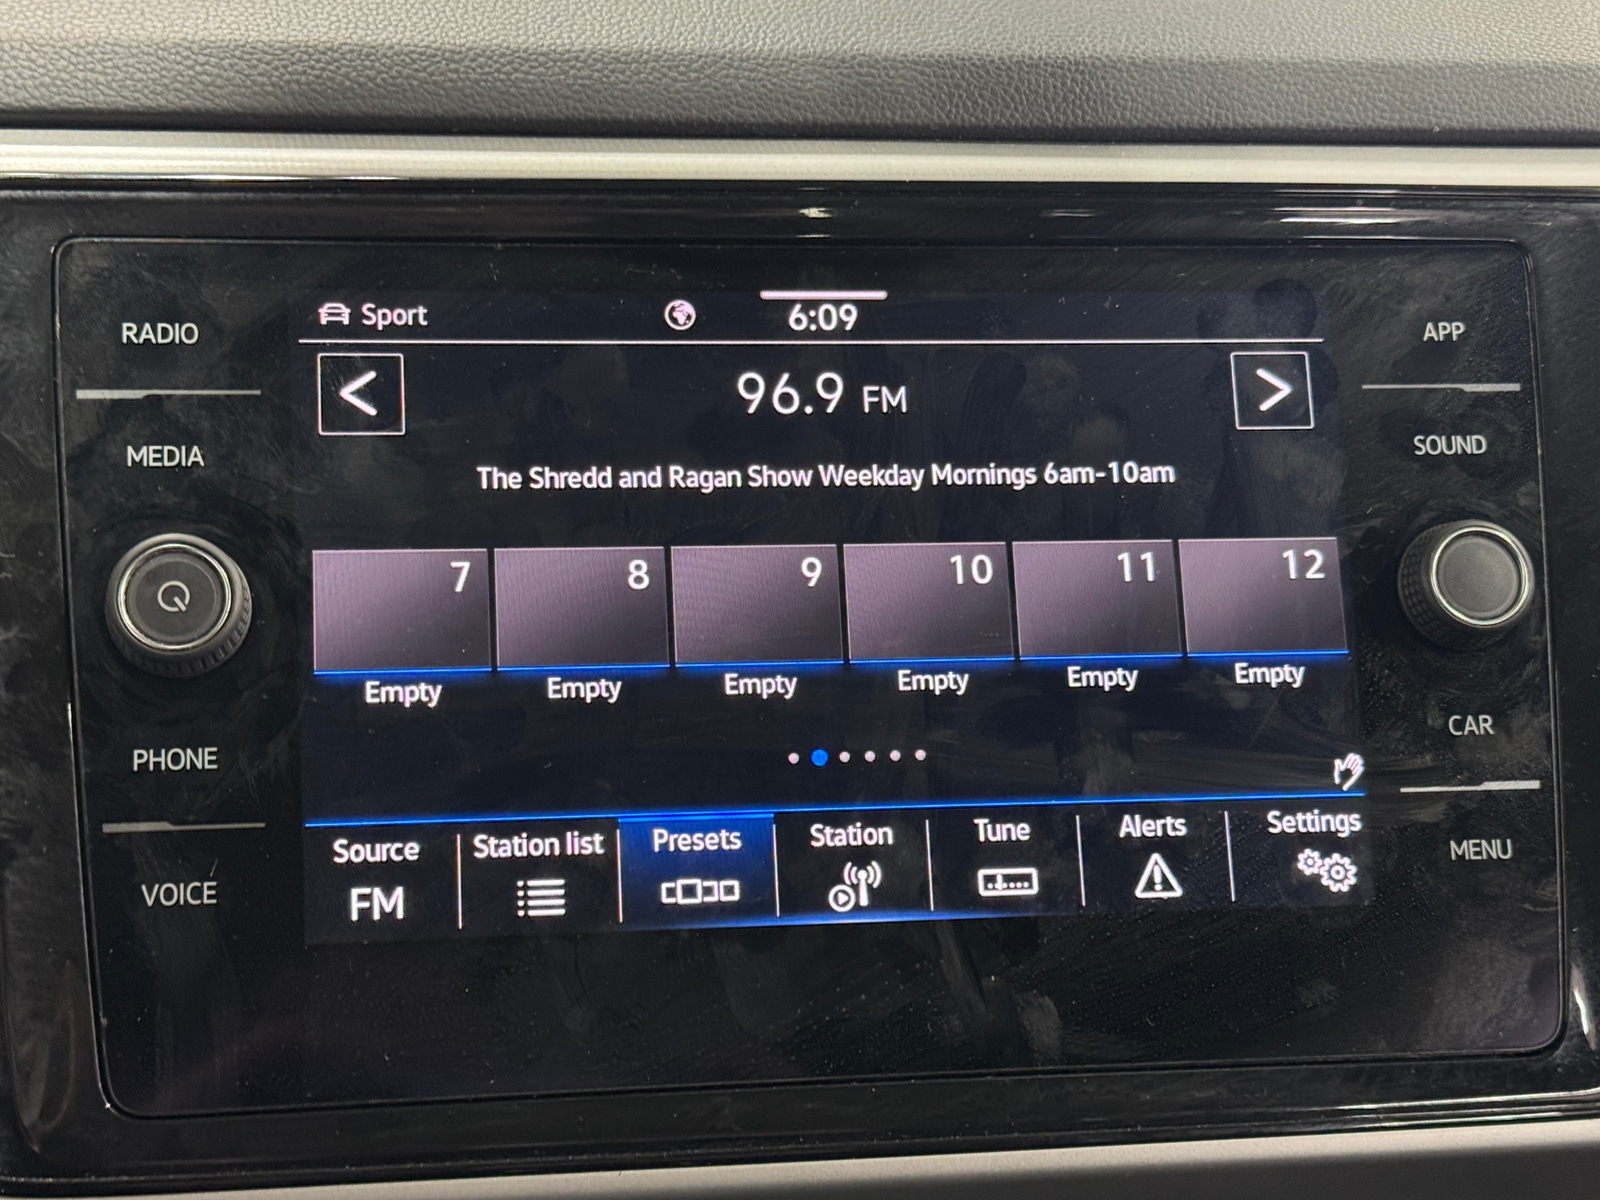 RADIO
MEDIA
PHONE
VOICE
Sport
6:09
96.9 FM
The Shredd and Ragan Show Weekday Mornings 6am-10am
7 8 9 10 11 12
Empty Empty Empty Empty Empty Empty
Source Station list Presets Station Tune Alerts Settings
FM
APP
SOUND
CAR
MENU